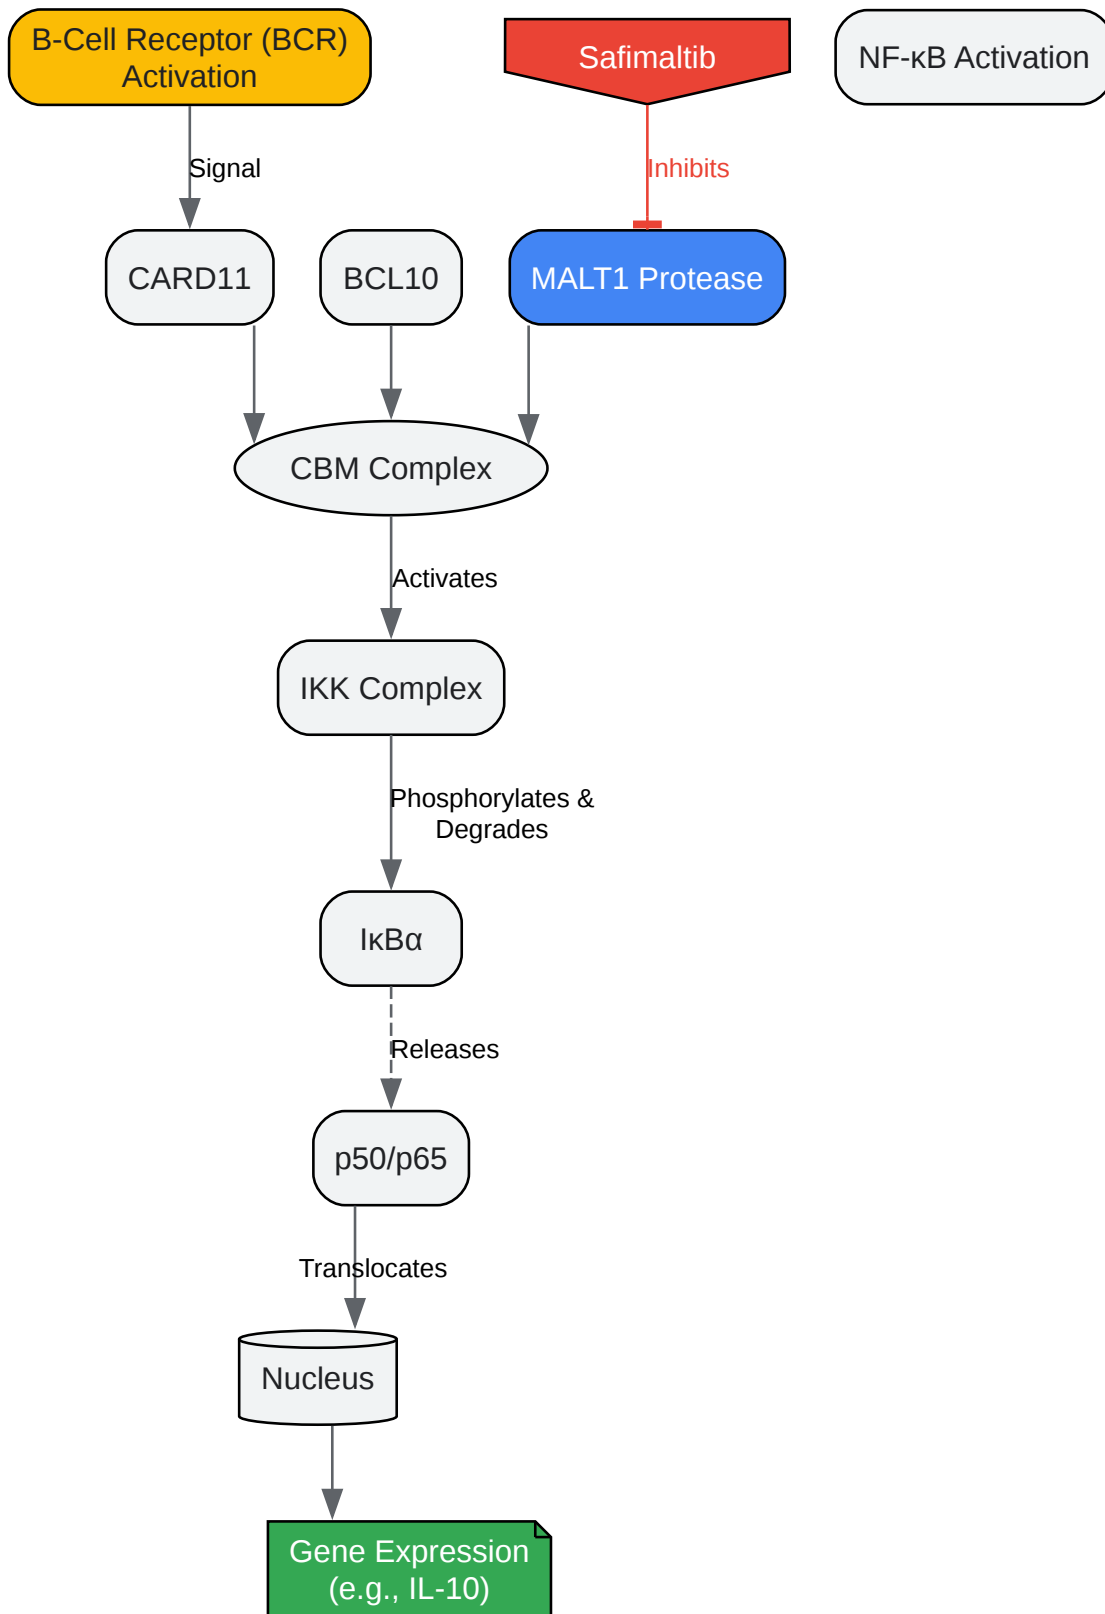 B-Cell Receptor (BCR)
Activation
Safimaltib
NF-κB Activation
Signal
Inhibits
CARD11
BCL10
MALT1 Protease
CBM Complex
Activates
IKK Complex
Phosphorylates &
Degrades
IκBα
Releases
p50/p65
Translocates
Nucleus
Gene Expression
(e.g., IL-10)